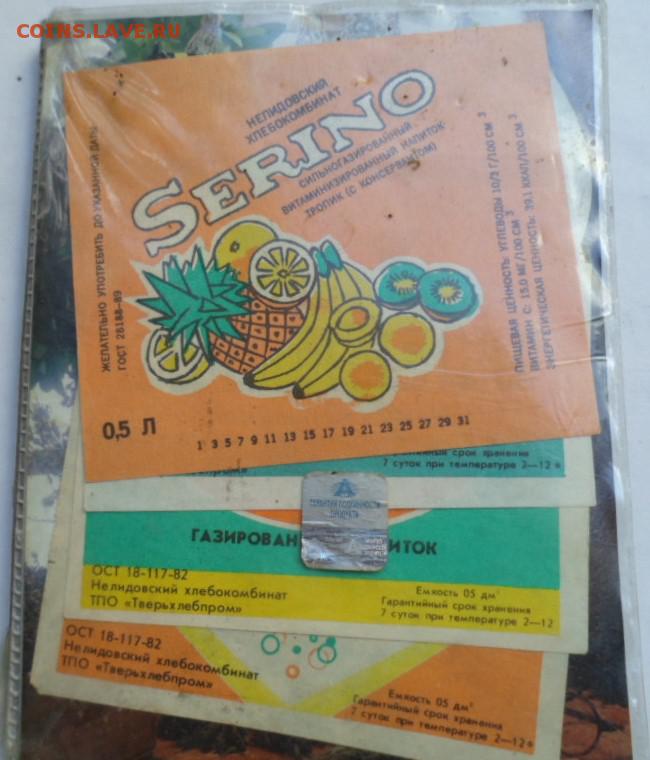 COINS.LAVE.RU
НЕЛИДОВСКИЙ
ХЛЕБОКОМБИНАТ
SERINO
СИЛЬНОГАЗИРОВАННЫЙ
ВИТАМИНИЗИРОВАННЫЙ НАПИТОК
ТРОПИК (С КОНСЕРВАНТОМ)
ЖЕЛАТЕЛЬНО УПОТРЕБИТЬ ДО УКАЗАННОЙ ДАТЫ
ГОСТ 28188-89
ПИЩЕВАЯ ЦЕННОСТЬ УГЛЕВОДЫ 10/3 Г/100 СМ 3
ВИТАМИН С: 15,0 МГ/100 СМ 3
ЭНЕРГЕТИЧЕСКАЯ ЦЕННОСТЬ: 39,1 ККАЛ/100 СМ 3
0,5 Л
1 3 5 7 9 11 13 15 17 19 21 23 25 27 29 31
срок хранения
7 суток при температуре 2—12°
ГАЗИРОВАН ИТОК
ОСТ 18-117-82
Нелидовский хлебокомбинат
ТПО «Тверьхлебпром»
Емкость 05 дм³
Гарантийный срок хранения
7 суток при температуре 2—12
ОСТ 18-117-82
Нелидовский хлебокомбинат
ТПО «Тверьхлебпром»
Емкость 05 дм³
Гарантийный срок хранения
7 суток при температуре 2—12°